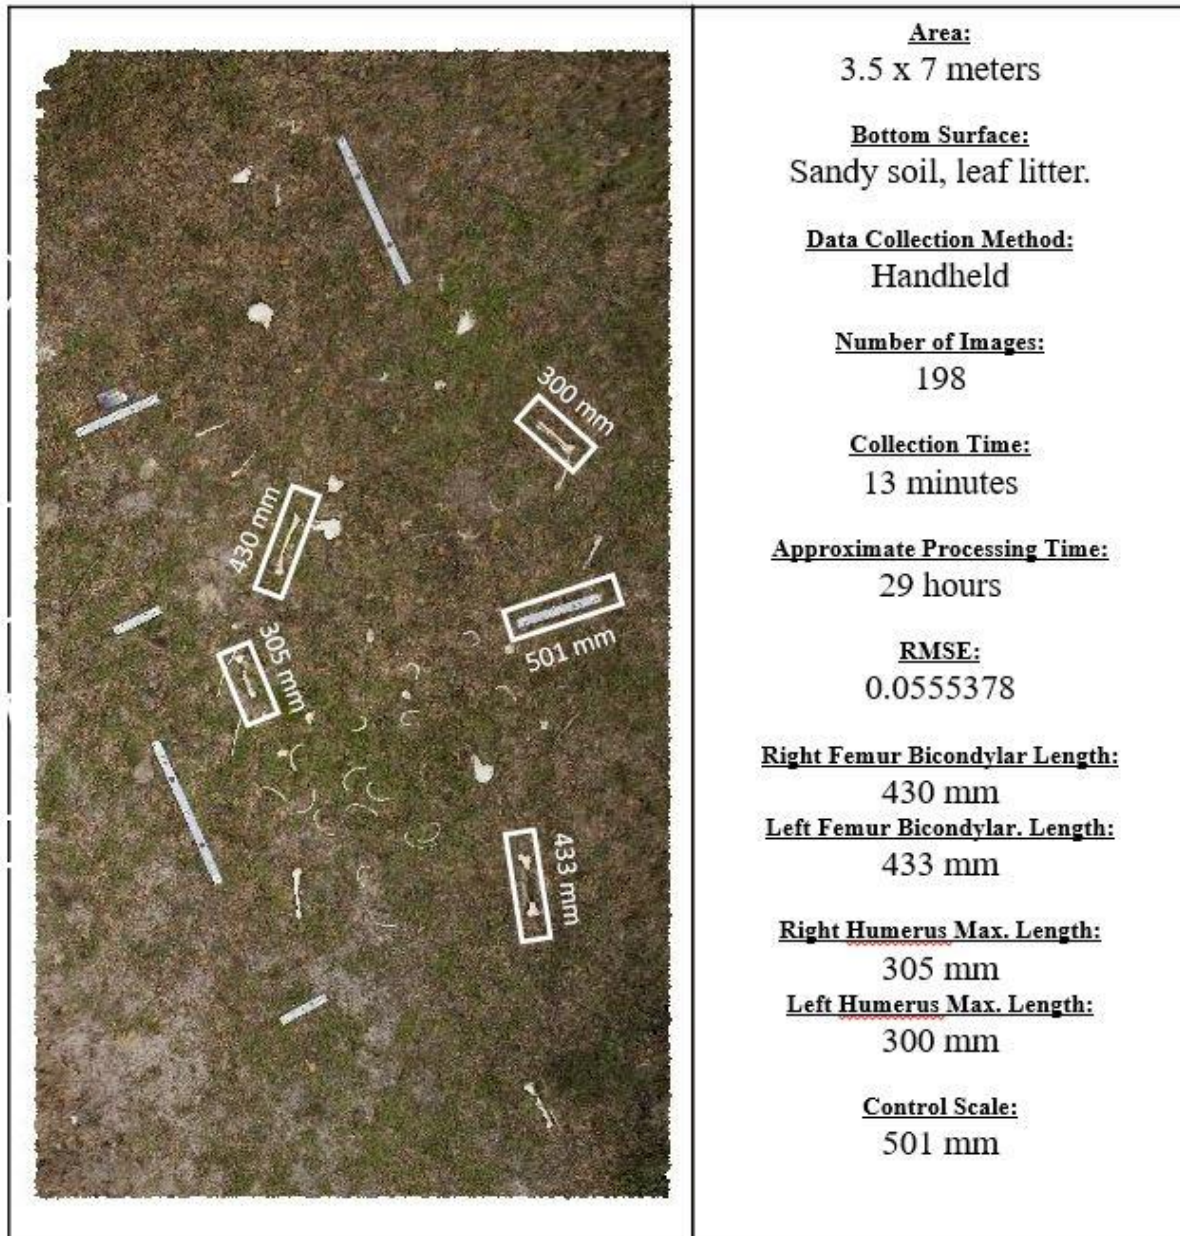 300 mm
430 mm
501 mm
305 mm
433 mm
Area:
3.5 x 7 meters
Bottom Surface:
Sandy soil, leaf litter.
Data Collection Method:
Handheld
Number of Images:
198
Collection Time:
13 minutes
Approximate Processing Time:
29 hours
RMSE:
0.0555378
Right Femur Bicondylar Length:
430 mm
Left Femur Bicondylar. Length:
433 mm
Right Humerus Max. Length:
305 mm
Left Humerus Max. Length:
300 mm
Control Scale:
501 mm